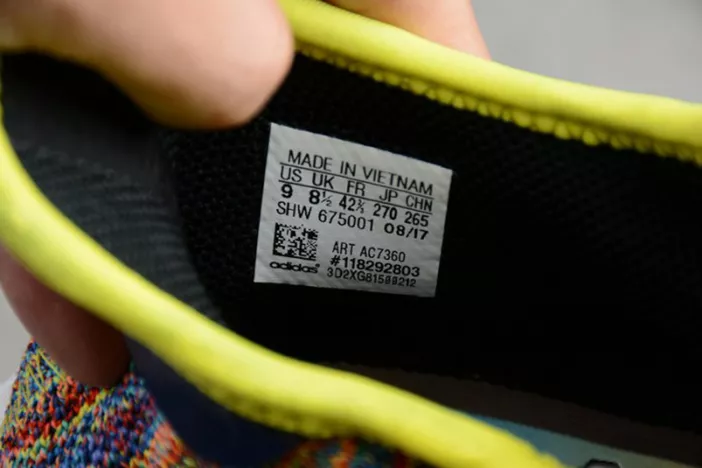 MADE IN VIETNAM
US UK FR JP CHN
9 8½ 42⅔ 270 265
SHW 675001 08/17
ART AC7360
#118292803
adidas